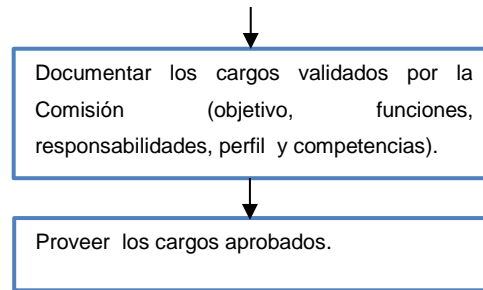 Documentar los cargos validados por la
Comisión (objetivo, funciones,
responsabilidades, perfil y competencias).
Proveer los cargos aprobados.